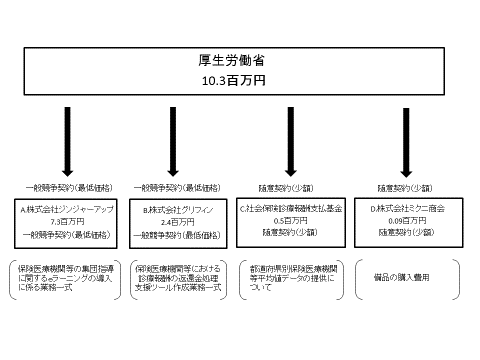 厚生労働省
10.3百万円
一般競争契約(最低価格)
一般競争契約(最低価格)
随意契約(少額)
随意契約(少額)
A.株式会社ジンジャーアップ
7.3百万円
一般競争契約(最低価格)
B.株式会社グリフィン
2.4百万円
一般競争契約(最低価格)
C.社会保険診療報酬支払基金
0.5百万円
随意契約(少額)
D.株式会社ミクニ商会
0.09百万円
随意契約(少額)
保険医療機関等の集団指導
に関するeラーニングの導入
に係る業務一式
保険医療機関等における
診療報酬の返還金処理
支援ツール作成業務一式
都道府県別保険医療機関
等平均値データの提供に
ついて
備品の購入費用